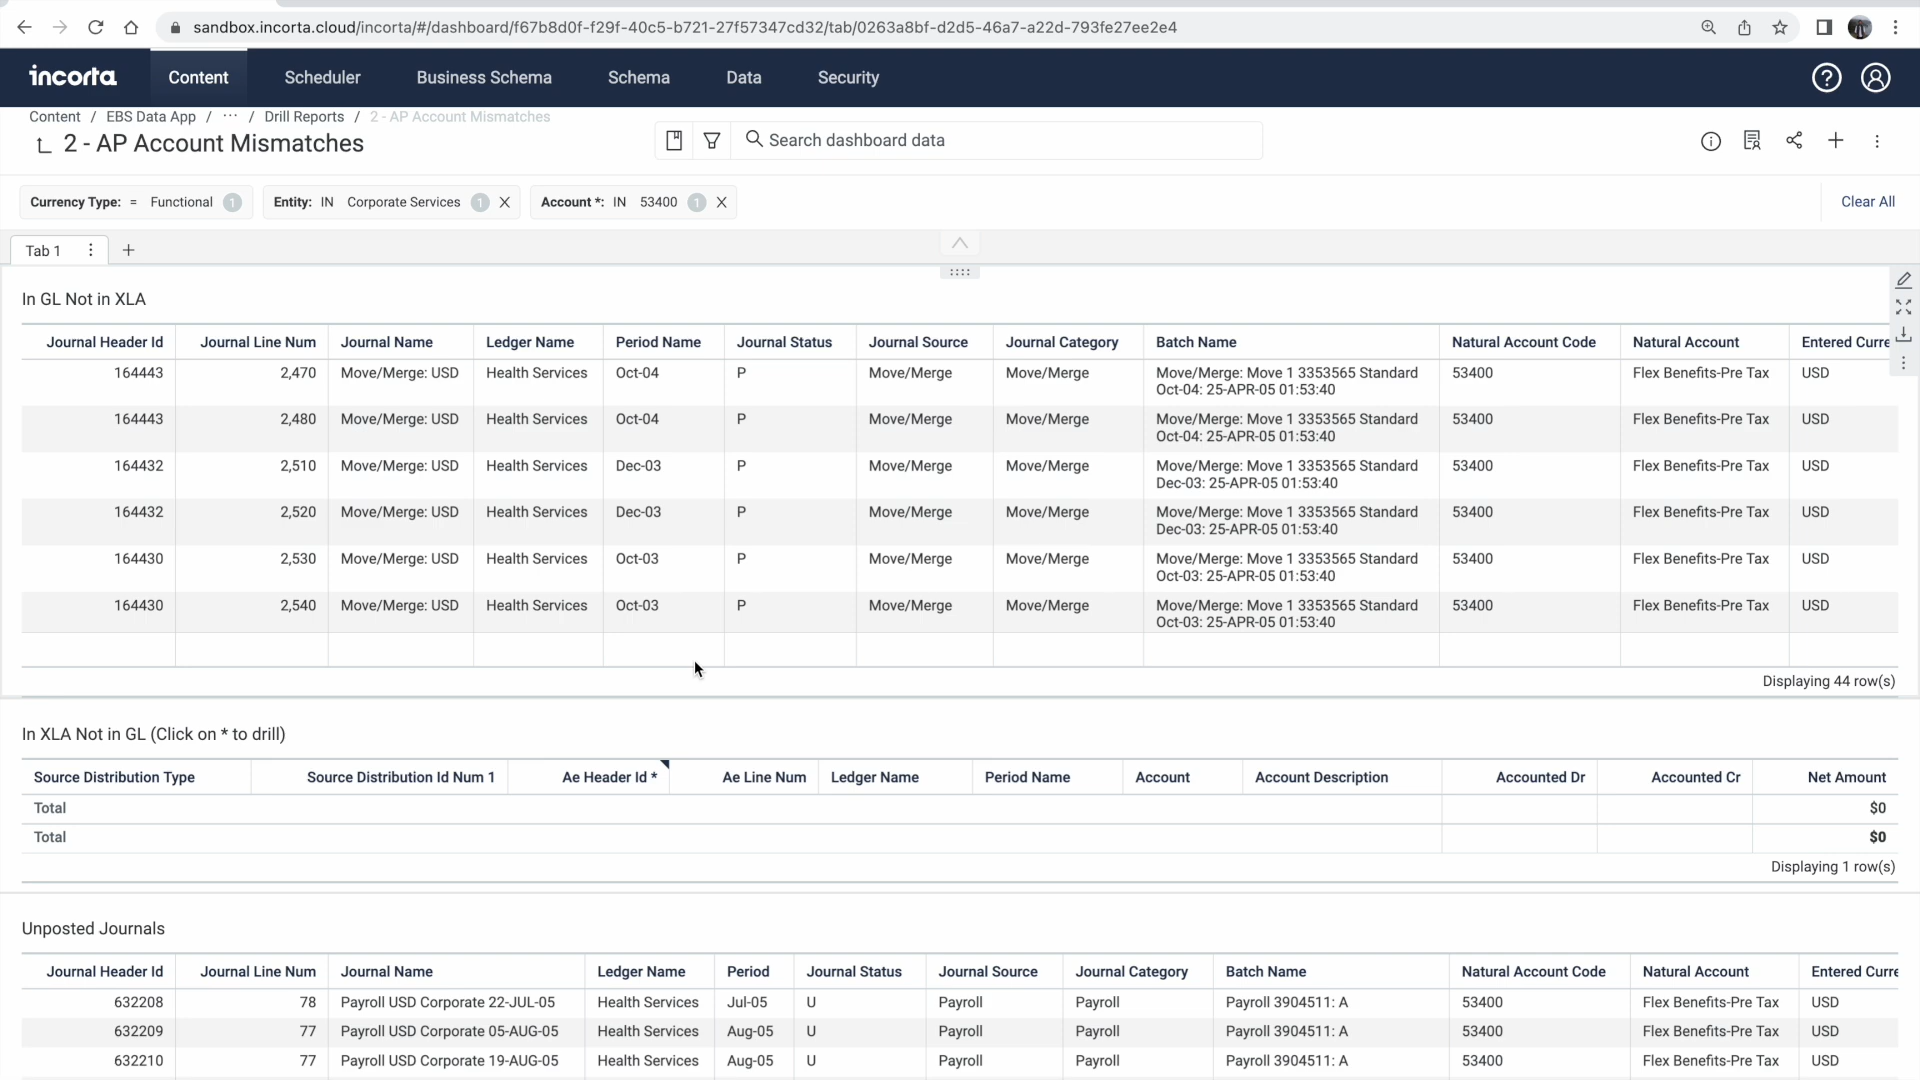 sandbox.incorta.cloud/incorta/#/dashboard/f67b8d0f-f29f-40c5-b721-27f57347cd32/tab/0263a8bf-d2d5-46a7-a22d-793fe27ee2e4
incorta Content Scheduler Business Schema Schema Data Security
Content / EBS Data App / ··· / Drill Reports / 2 - AP Account Mismatches
2 - AP Account Mismatches Search dashboard data
Currency Type: = Functional 1 Entity: IN Corporate Services 1 Account *: IN 53400 1 Clear All
Tab 1
In GL Not in XLA
Journal Header Id Journal Line Num Journal Name Ledger Name Period Name Journal Status Journal Source Journal Category Batch Name Natural Account Code Natural Account Entered Curre
164443 2,470 Move/Merge: USD Health Services Oct-04 P Move/Merge Move/Merge Move/Merge: Move 1 3353565 Standard 53400 Flex Benefits-Pre Tax USD
Oct-04: 25-APR-05 01:53:40
164443 2,480 Move/Merge: USD Health Services Oct-04 P Move/Merge Move/Merge Move/Merge: Move 1 3353565 Standard 53400 Flex Benefits-Pre Tax USD
Oct-04: 25-APR-05 01:53:40
164432 2,510 Move/Merge: USD Health Services Dec-03 P Move/Merge Move/Merge Move/Merge: Move 1 3353565 Standard 53400 Flex Benefits-Pre Tax USD
Dec-03: 25-APR-05 01:53:40
164432 2,520 Move/Merge: USD Health Services Dec-03 P Move/Merge Move/Merge Move/Merge: Move 1 3353565 Standard 53400 Flex Benefits-Pre Tax USD
Dec-03: 25-APR-05 01:53:40
164430 2,530 Move/Merge: USD Health Services Oct-03 P Move/Merge Move/Merge Move/Merge: Move 1 3353565 Standard 53400 Flex Benefits-Pre Tax USD
Oct-03: 25-APR-05 01:53:40
164430 2,540 Move/Merge: USD Health Services Oct-03 P Move/Merge Move/Merge Move/Merge: Move 1 3353565 Standard 53400 Flex Benefits-Pre Tax USD
Oct-03: 25-APR-05 01:53:40
Displaying 44 row(s)
In XLA Not in GL (Click on * to drill)
Source Distribution Type Source Distribution Id Num 1 Ae Header Id * Ae Line Num Ledger Name Period Name Account Account Description Accounted Dr Accounted Cr Net Amount
Total $0
Total $0
Displaying 1 row(s)
Unposted Journals
Journal Header Id Journal Line Num Journal Name Ledger Name Period Journal Status Journal Source Journal Category Batch Name Natural Account Code Natural Account Entered Curre
632208 78 Payroll USD Corporate 22-JUL-05 Health Services Jul-05 U Payroll Payroll Payroll 3904511: A 53400 Flex Benefits-Pre Tax USD
632209 77 Payroll USD Corporate 05-AUG-05 Health Services Aug-05 U Payroll Payroll Payroll 3904511: A 53400 Flex Benefits-Pre Tax USD
632210 77 Payroll USD Corporate 19-AUG-05 Health Services Aug-05 U Payroll Payroll Payroll 3904511: A 53400 Flex Benefits-Pre Tax USD